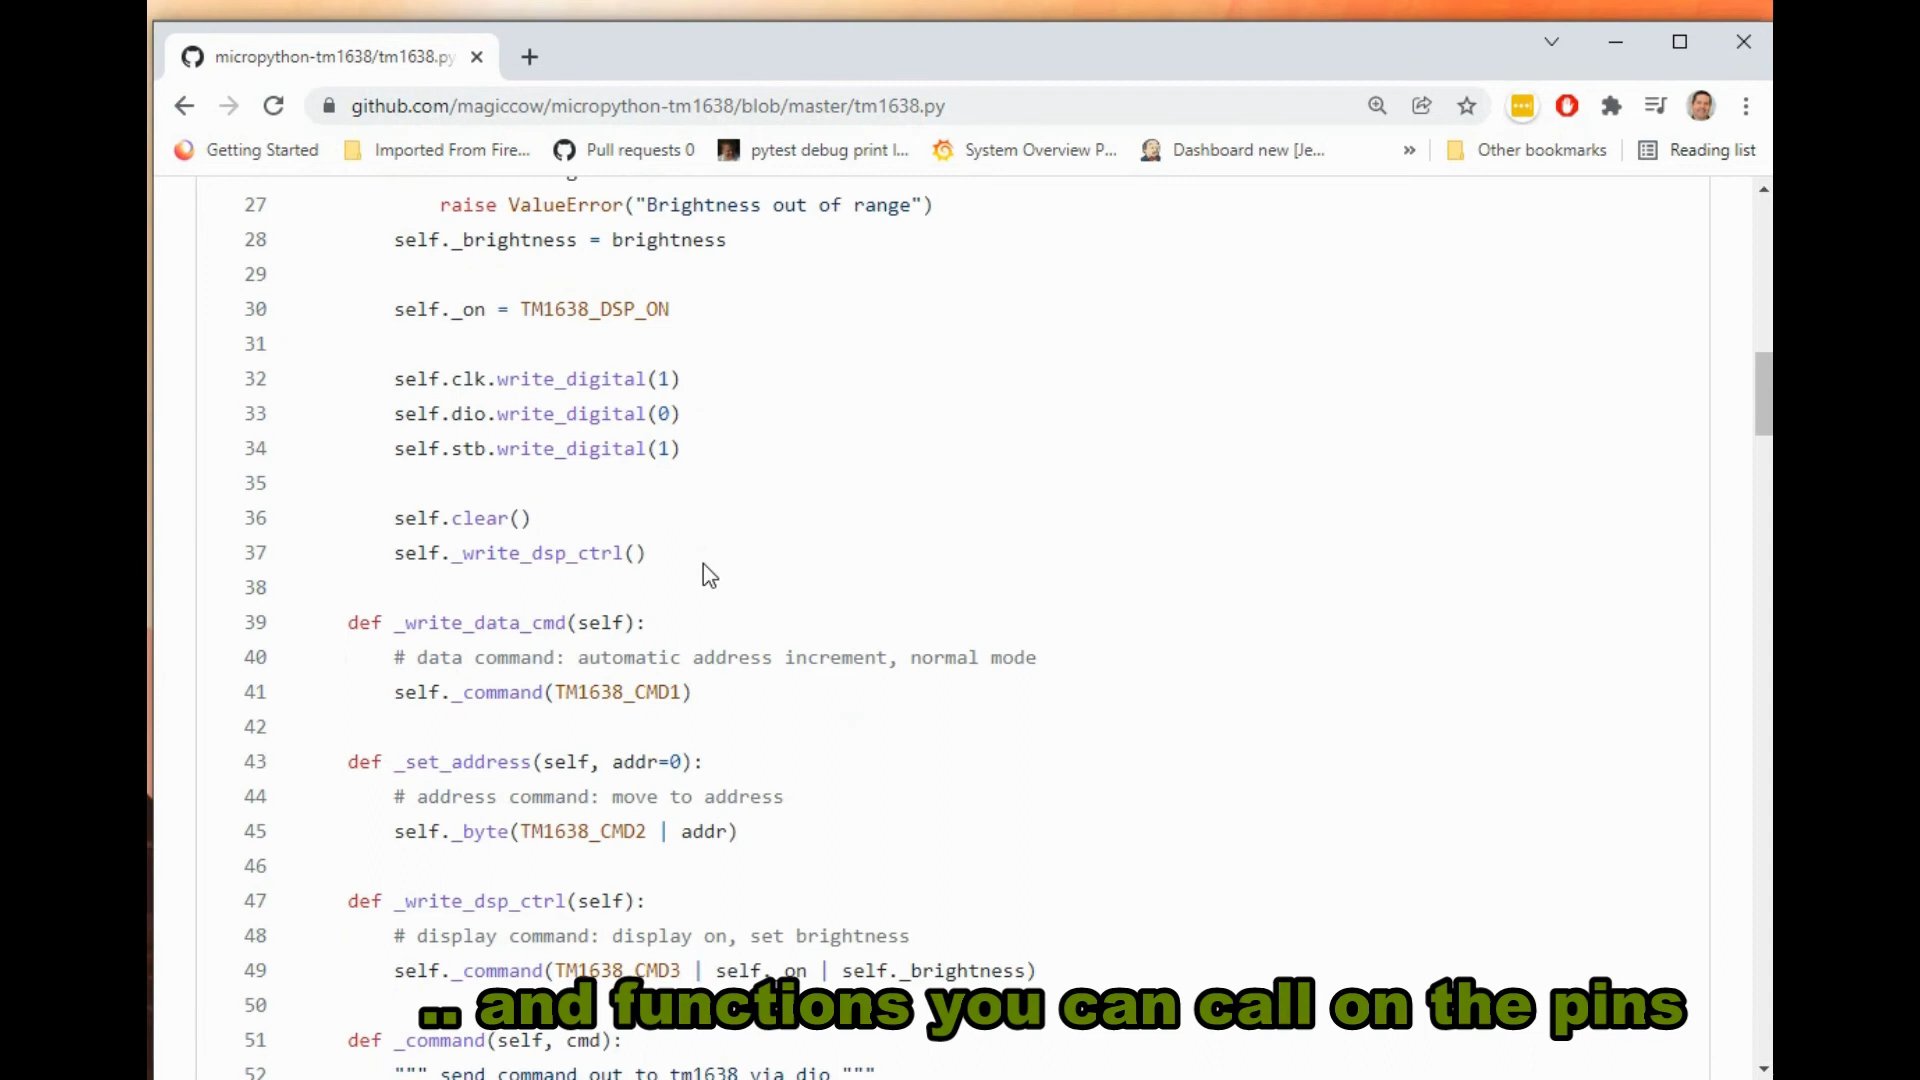 micropython-tm1638/tm1638.py
github.com/magiccow/micropython-tm1638/blob/master/tm1638.py
Getting Started Imported From Fire... Pull requests 0 pytest debug print l... System Overview P... Dashboard new [Je... » Other bookmarks Reading list
27 raise ValueError("Brightness out of range")
28 self._brightness = brightness
29
30 self._on = TM1638_DSP_ON
31
32 self.clk.write_digital(1)
33 self.dio.write_digital(0)
34 self.stb.write_digital(1)
35
36 self.clear()
37 self._write_dsp_ctrl()
38
39 def _write_data_cmd(self):
40 # data command: automatic address increment, normal mode
41 self._command(TM1638_CMD1)
42
43 def _set_address(self, addr=0):
44 # address command: move to address
45 self._byte(TM1638_CMD2 | addr)
46
47 def _write_dsp_ctrl(self):
48 # display command: display on, set brightness
49 self._command(TM1638_CMD3 | self._on | self._brightness)
50
.. and functions you can call on the pins
51 def _command(self, cmd):
52 """ send command out to tm1638 via dio """